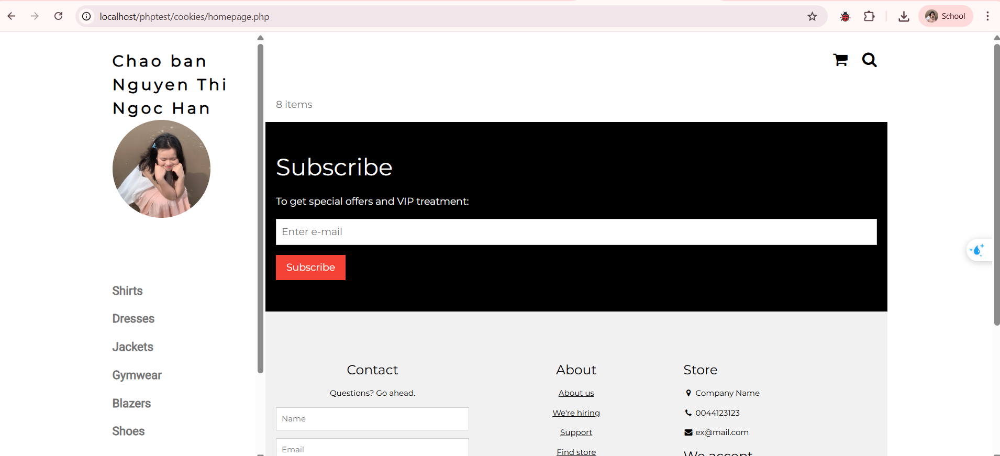 localhost/phptest/cookies/homepage.php
School
Chao ban
Nguyen Thi
Ngoc Han
Shirts
Dresses
Jackets
Gymwear
Blazers
Shoes
8 items
Subscribe
To get special offers and VIP treatment:
Enter e-mail
Subscribe
Contact
Questions? Go ahead.
Name
Email
About
About us
We're hiring
Support
Find store
Store
Company Name
0044123123
ex@mail.com
We accept